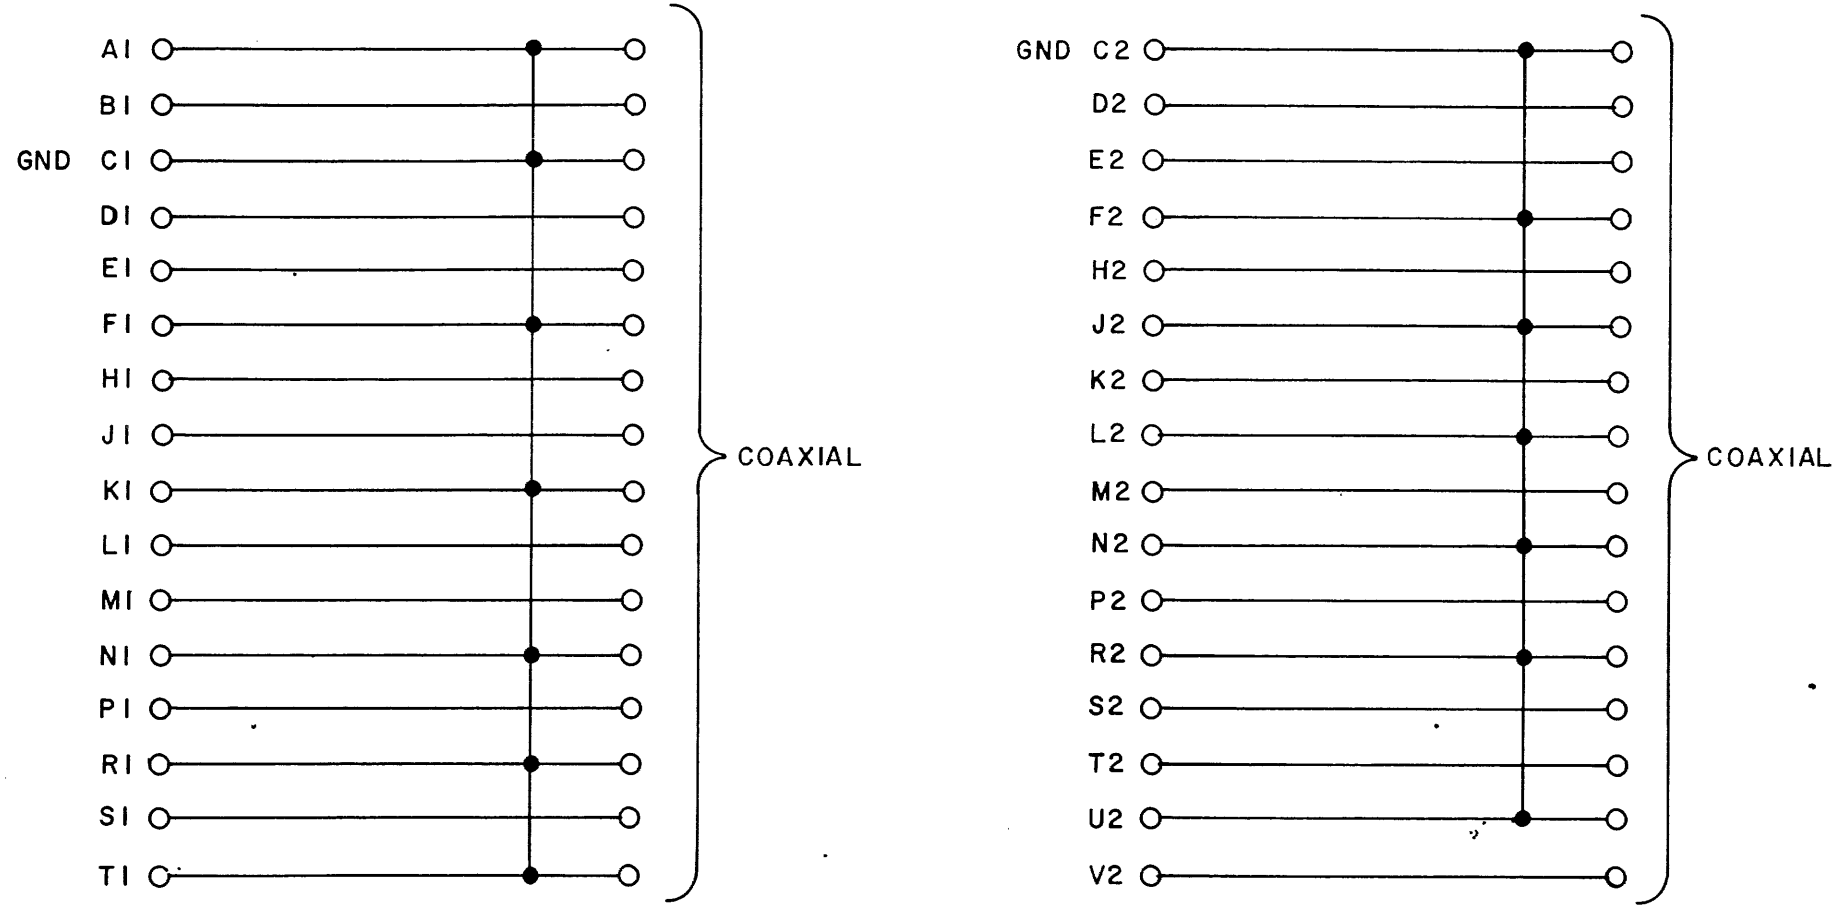 A1
B1
GND C1
D1
E1
F1
H1
J1
K1
L1
M1
N1
P1
R1
S1
T1
COAXIAL
GND C2
D2
E2
F2
H2
J2
K2
L2
M2
N2
P2
R2
S2
T2
U2
V2
COAXIAL